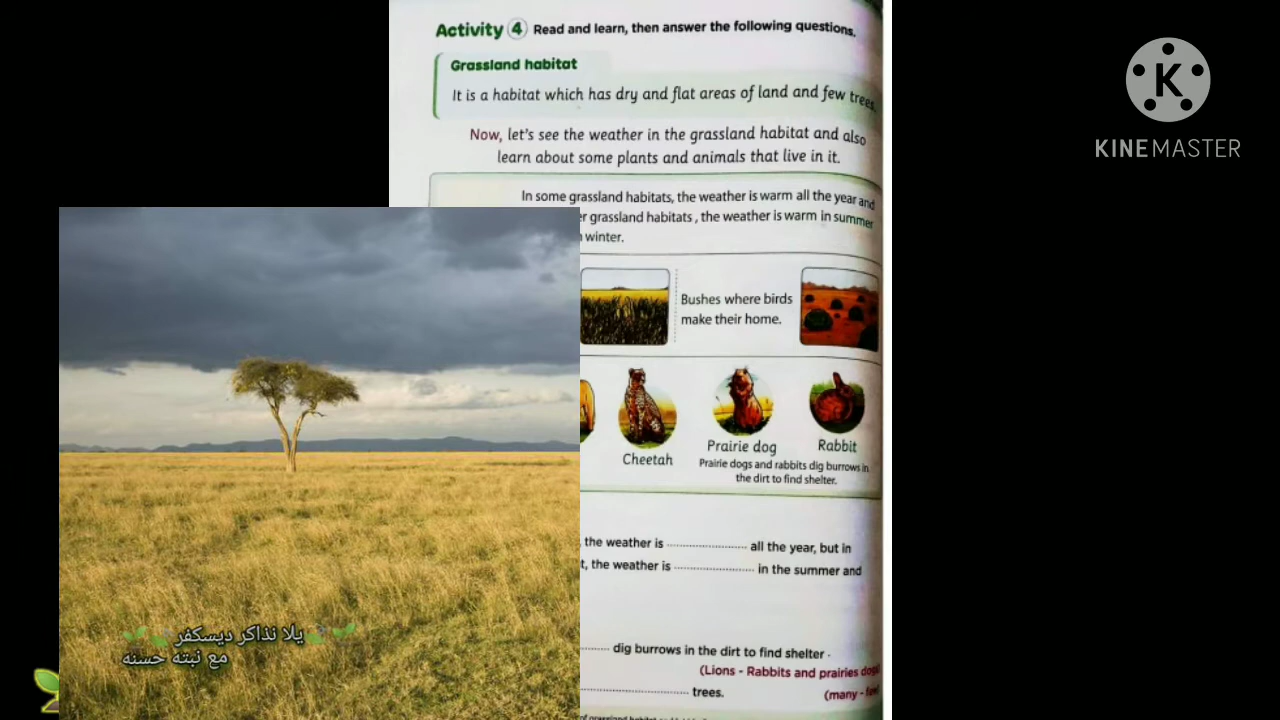 Activity 4 Read and learn, then answer the following questions.
Grassland habitat
It is a habitat which has dry and flat areas of land and few trees.
Now, let's see the weather in the grassland habitat and also
learn about some plants and animals that live in it.
In some grassland habitats, the weather is warm all the year and
er grassland habitats , the weather is warm in summer
winter.
Bushes where birds
make their home.
Cheetah
Prairie dog
Rabbit
Prairie dogs and rabbits dig burrows in
the dirt to find shelter.
the weather is .................... all the year, but in
t, the weather is .................... in the summer and
........ dig burrows in the dirt to find shelter .
(Lions - Rabbits and prairies dogs)
.......................... trees.
(many - few)
of grassland habitat
يلا نذاكر ديسكفر
مع نبته حسنه
KINEMASTER